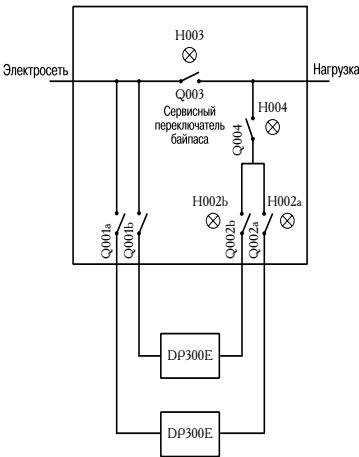 H003
Электросеть
Нагрузка
Q003
Сервисный
переключатель
байпаса
H004
Q004
H002b
H002a
Q001a
Q001b
Q002b
Q002a
DP300E
DP300E